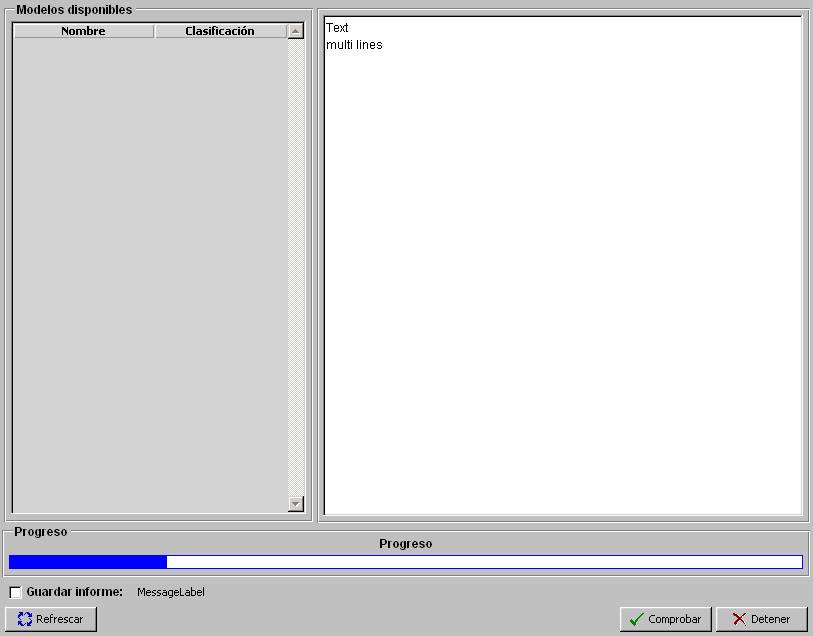 Modelos disponibles
Nombre Clasificación
Text
multi lines
Progreso
Progreso
Guardar informe: MessageLabel
Refrescar Comprobar Detener